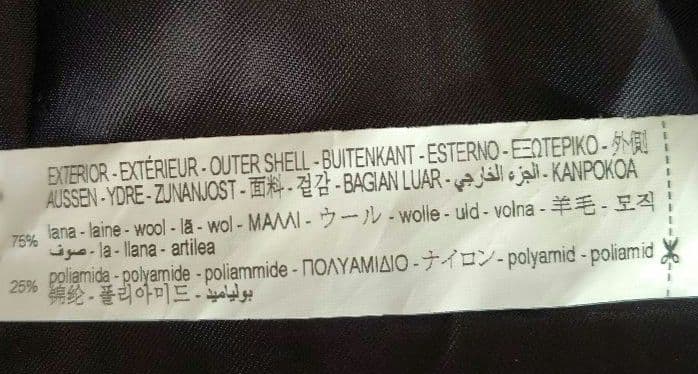 EXTERIOR - EXTÉRIEUR - OUTER SHELL - BUITENKANT - ESTERNO - ΕΞΩΤΕΡΙΚΟ - 外側
AUSSEN - YDRE - ZUNANJOST - 面料 - 겉감 - BAGIAN LUAR - الجزء الخارجي - KANPOKOA
75% lana - laine - wool - lã - wol - ΜΑΛΛΙ - ウール - wolle - uld - volna - 羊毛 - 모직
صوف - la - llana - artilea
25% poliamida - polyamide - poliammide - ΠΟΛΥΑΜΙΔΙΟ - ナイロン - polyamid - poliamid
锦纶 - 폴리아미드 - بولياميد